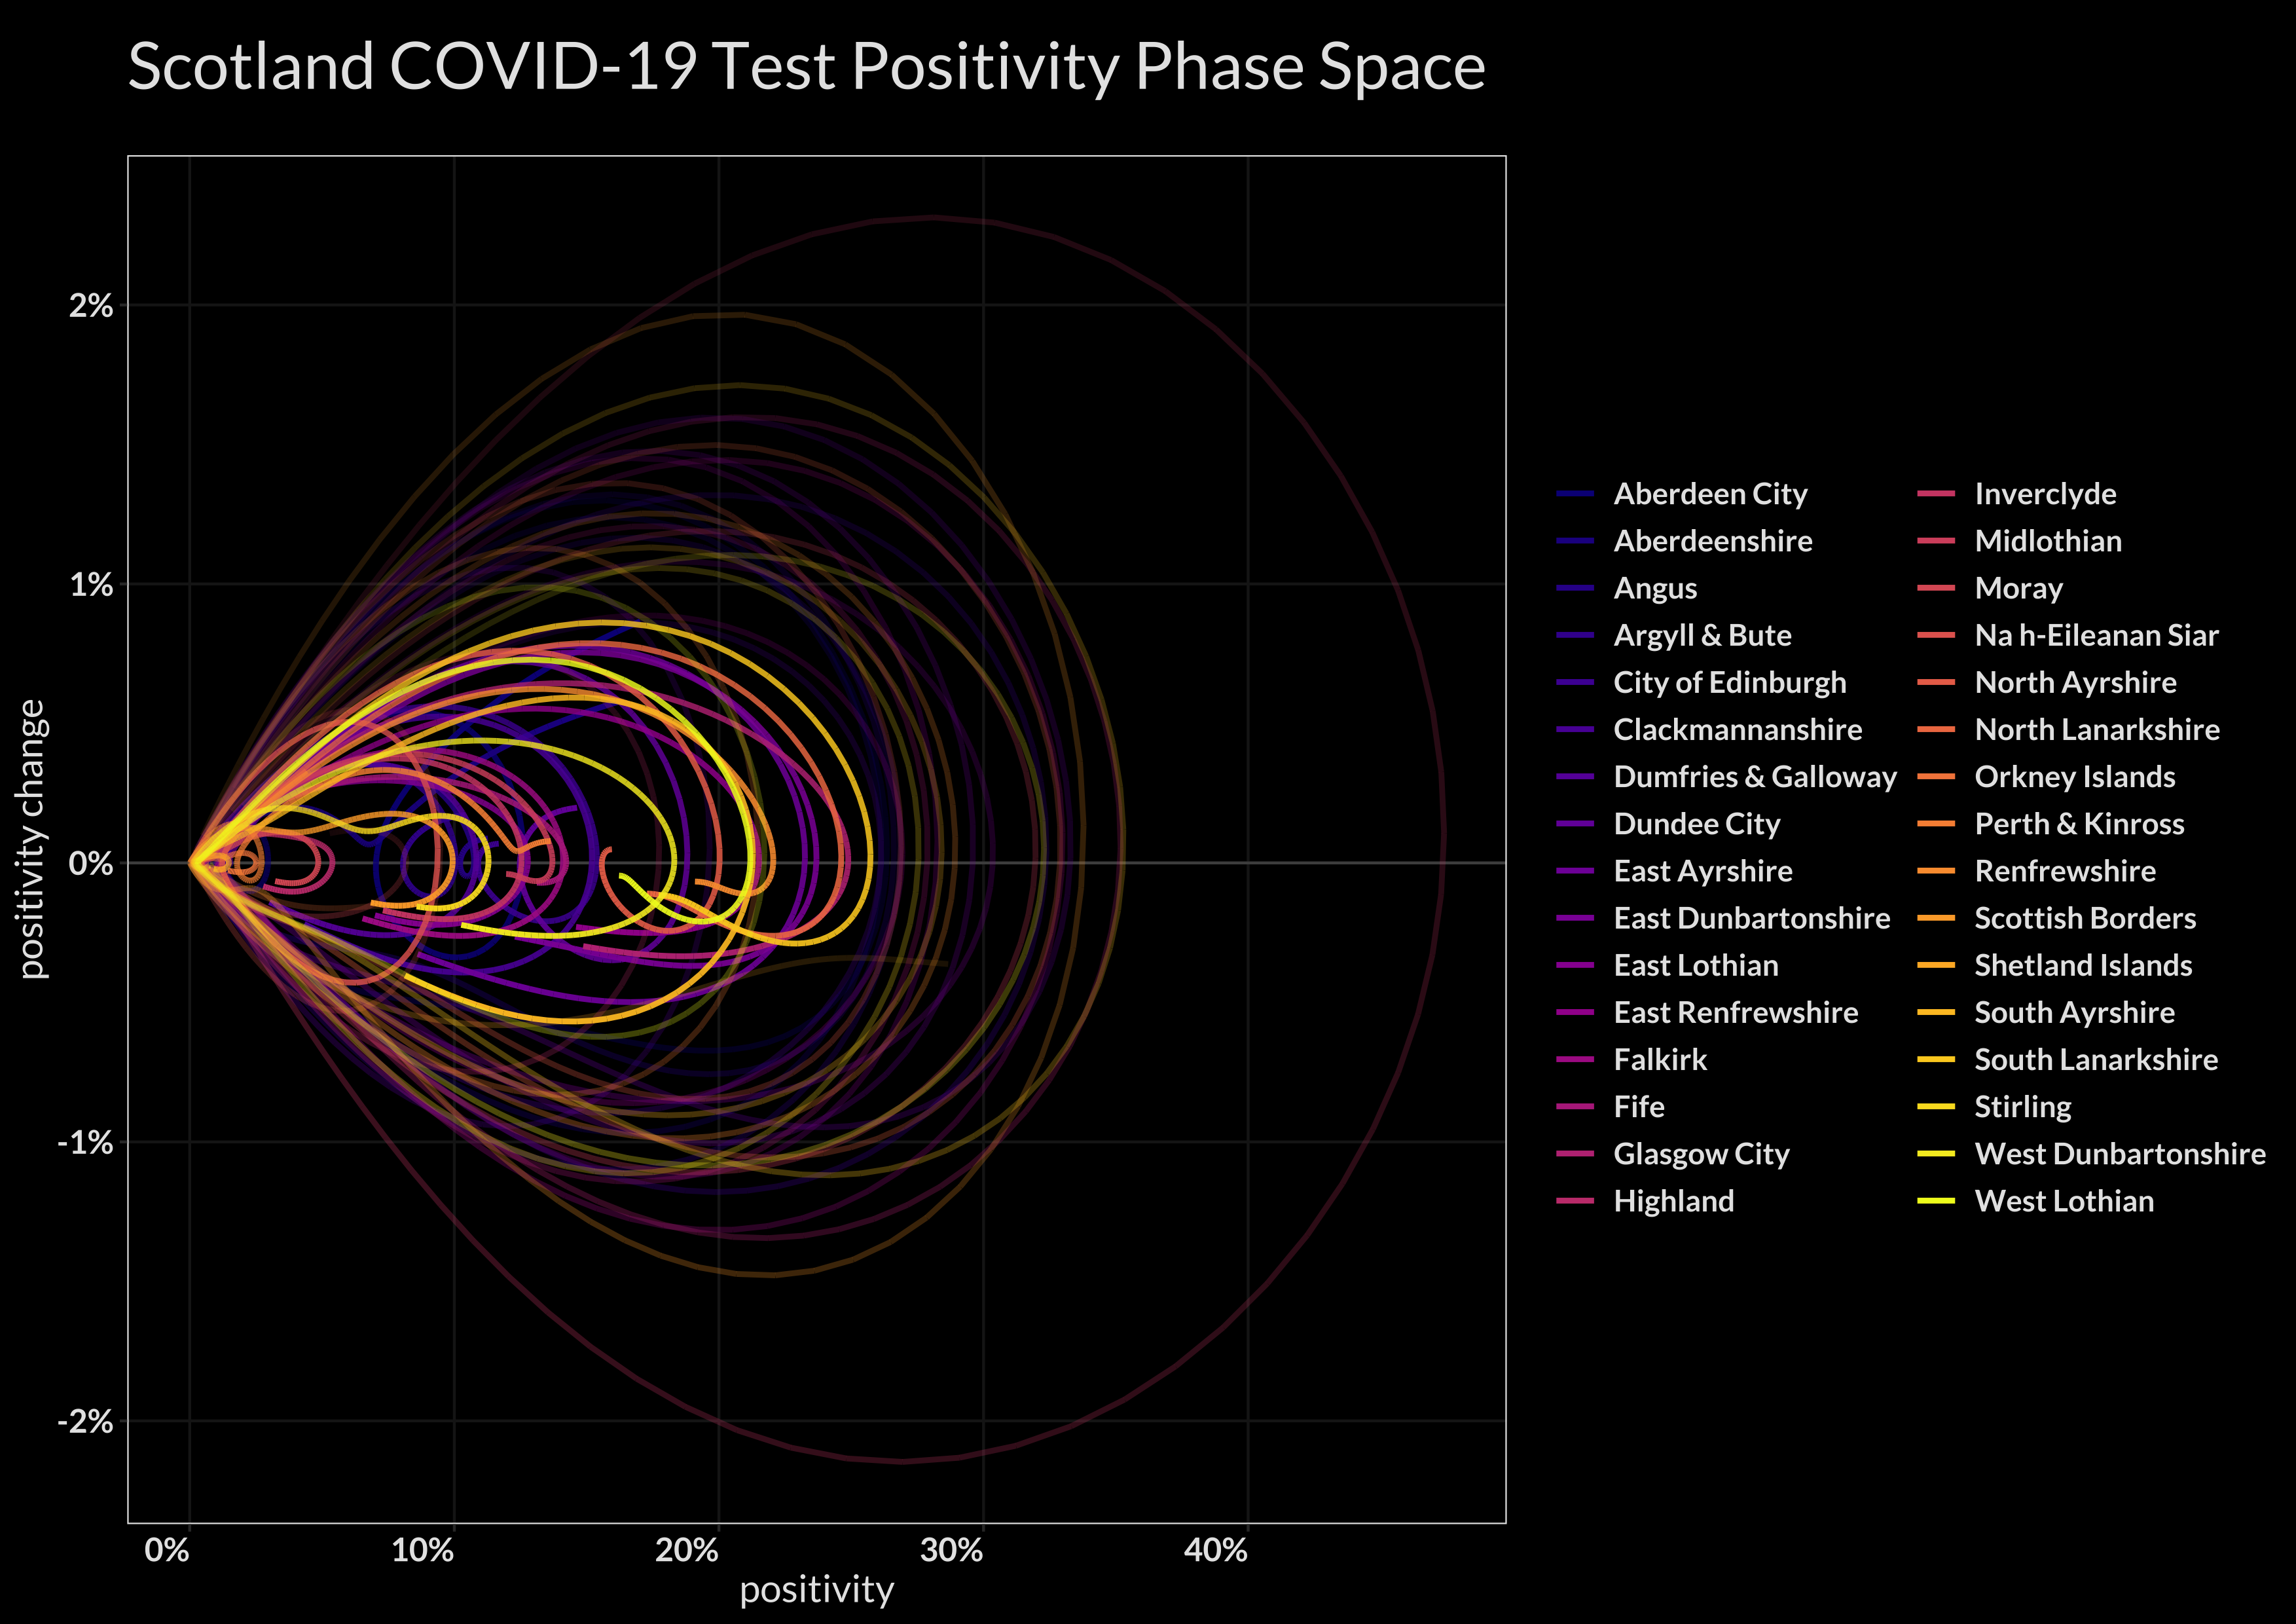 Scotland COVID-19 Test Positivity Phase Space
positivity change
2%
1%
0%
-1%
-2%
0%
10%
20%
30%
40%
positivity
Aberdeen City
Aberdeenshire
Angus
Argyll & Bute
City of Edinburgh
Clackmannanshire
Dumfries & Galloway
Dundee City
East Ayrshire
East Dunbartonshire
East Lothian
East Renfrewshire
Falkirk
Fife
Glasgow City
Highland
Inverclyde
Midlothian
Moray
Na h-Eileanan Siar
North Ayrshire
North Lanarkshire
Orkney Islands
Perth & Kinross
Renfrewshire
Scottish Borders
Shetland Islands
South Ayrshire
South Lanarkshire
Stirling
West Dunbartonshire
West Lothian